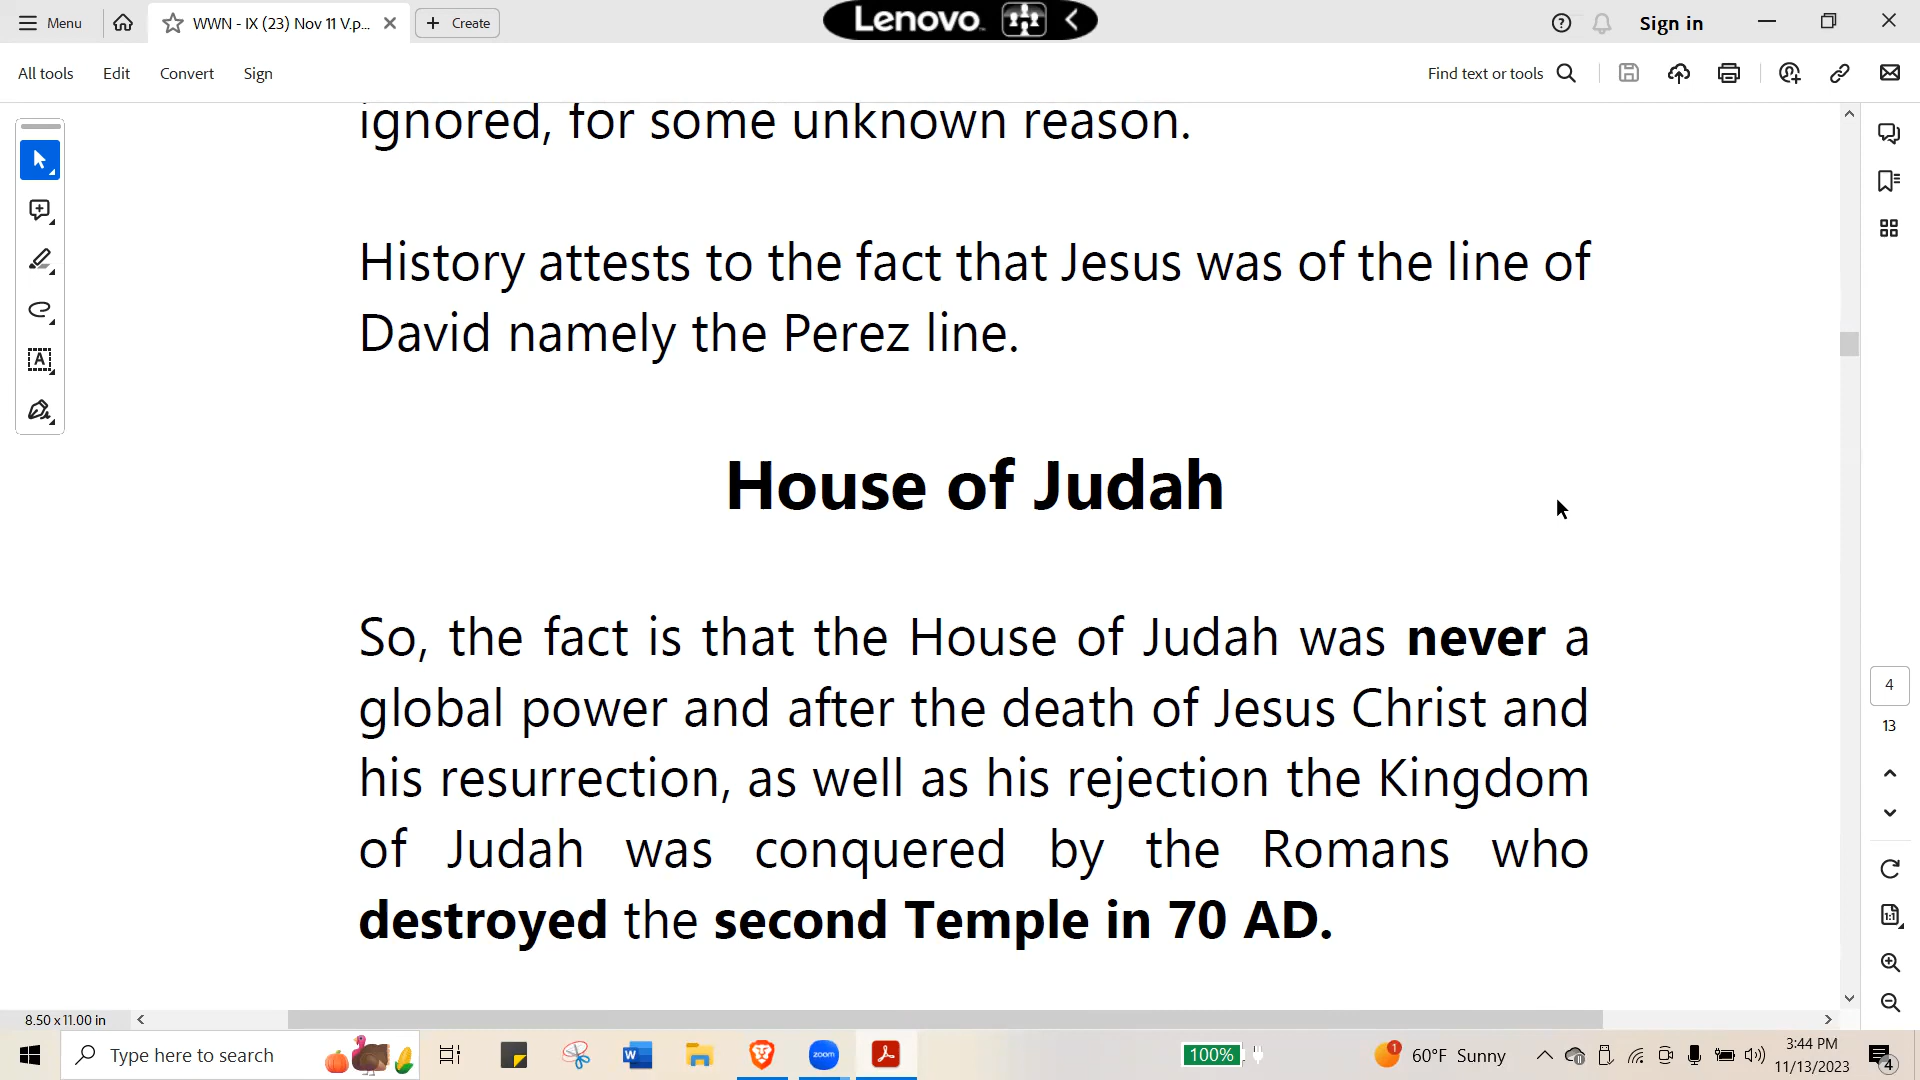 Menu
WWN - IX (23) Nov 11 V.p...
Create
Lenovo
Sign in
All tools
Edit
Convert
Sign
Find text or tools
ignored, for some unknown reason.
History attests to the fact that Jesus was of the line of
David namely the Perez line.
House of Judah
So, the fact is that the House of Judah was never a
global power and after the death of Jesus Christ and
his resurrection, as well as his rejection the Kingdom
of Judah was conquered by the Romans who
destroyed the second Temple in 70 AD.
4
13
8.50 x 11.00 in
Type here to search
zoom
100%
1
60°F Sunny
3:44 PM
11/13/2023
4